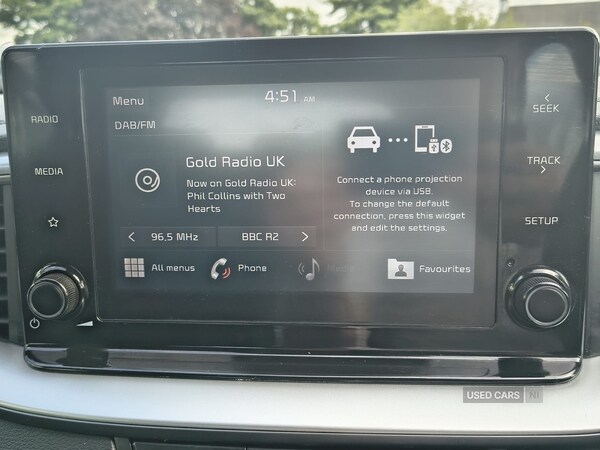 Menu
4:51 AM
DAB/FM
Gold Radio UK
Now on Gold Radio UK:
Phil Collins with Two
Hearts
96.5 MHz
BBC R2
Connect a phone projection
device via USB.
To change the default
connection, press this widget
and edit the settings.
All menus
Phone
Favourites
RADIO
MEDIA
SEEK
TRACK
SETUP
USED CARS NI